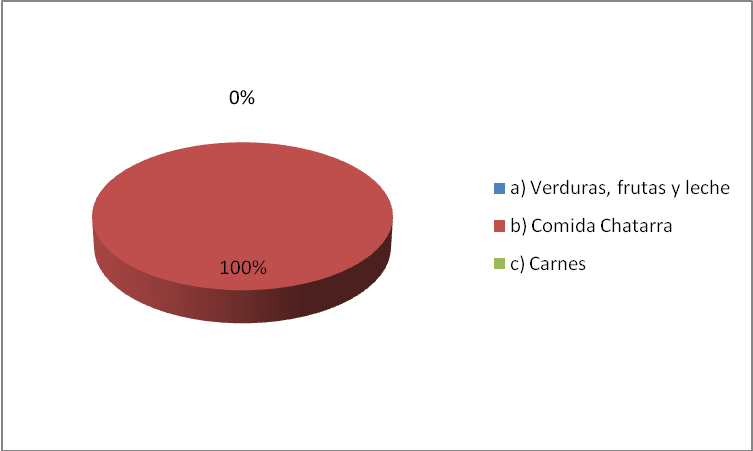 0%
100%
a) Verduras, frutas y leche
b) Comida Chatarra
c) Carnes